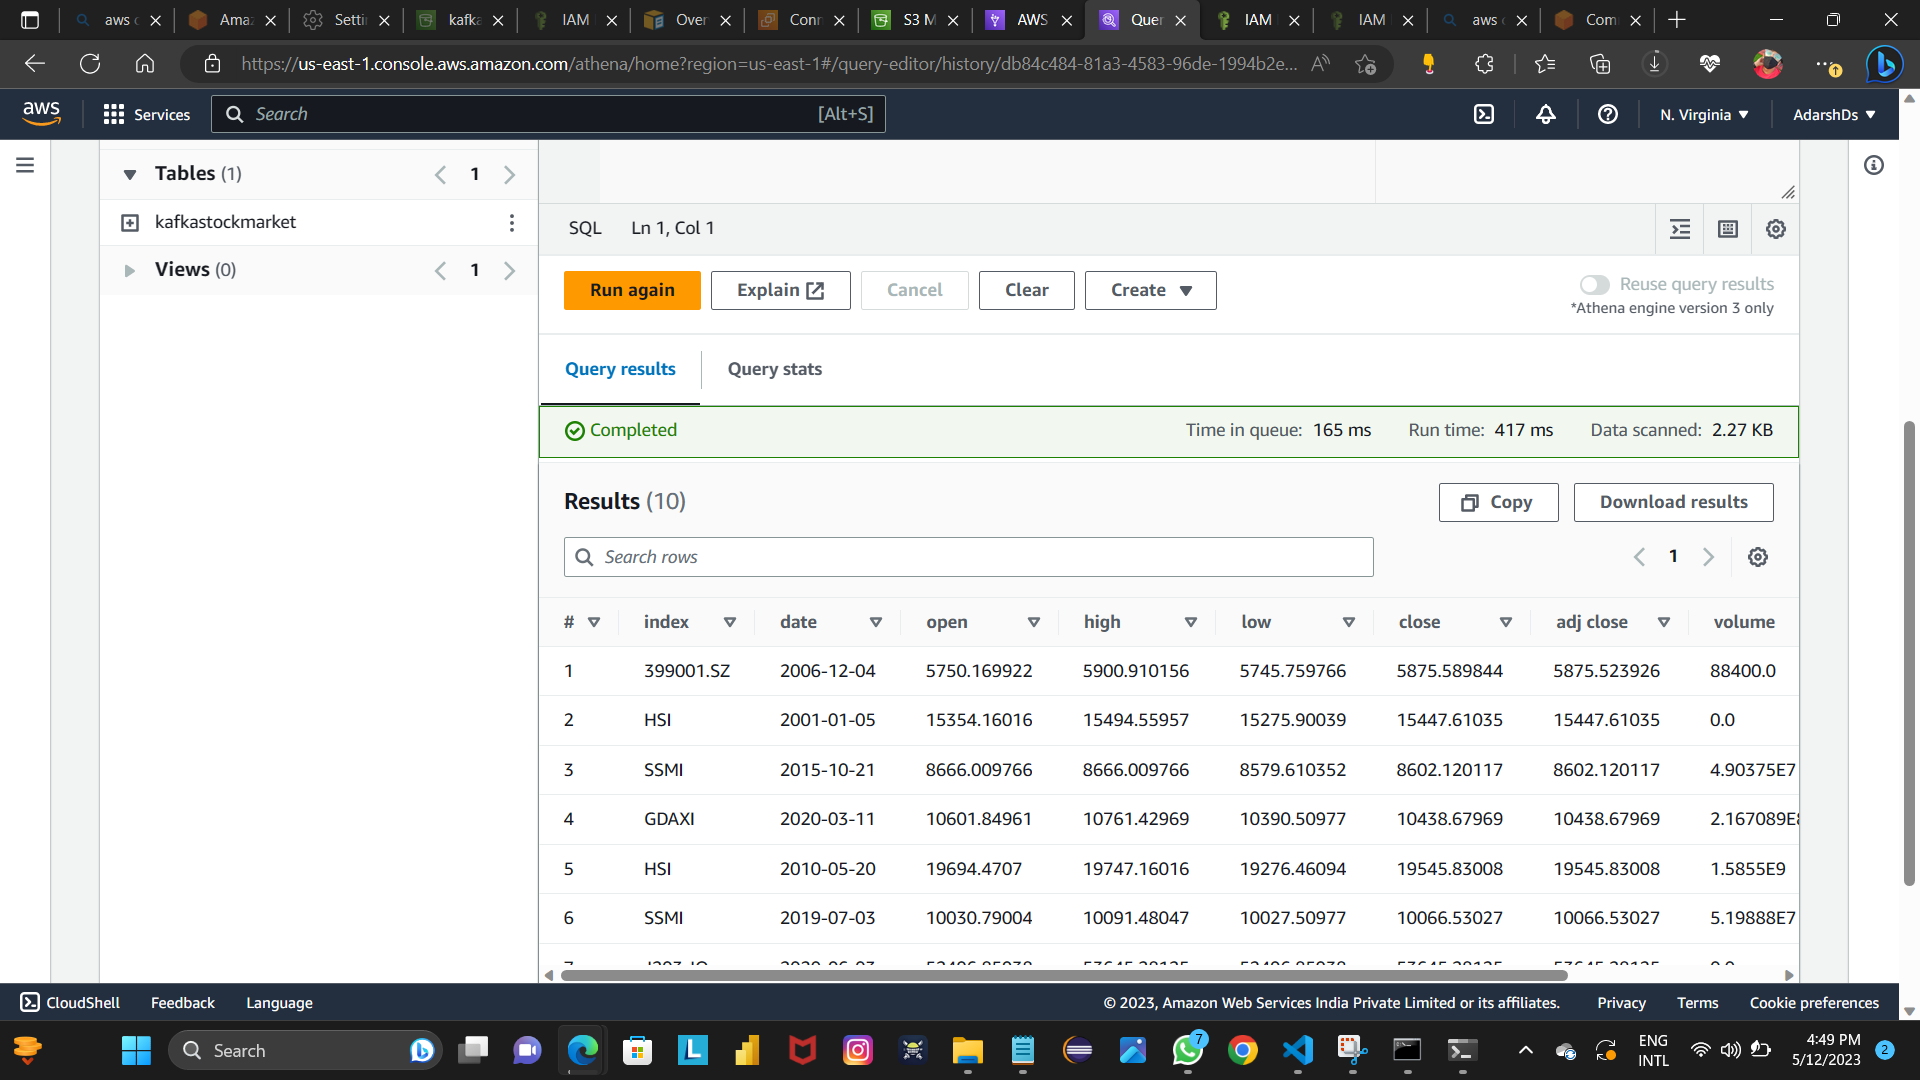 aws
Ama
Setti
kafka
IAM
Over
Conn
S3 M
AWS
Quer
IAM
IAM
aws
Com
https://us-east-1.console.aws.amazon.com/athena/home?region=us-east-1#/query-editor/history/db84c484-81a3-4583-96de-1994b2e...
aws
Services
Search
[Alt+S]
N. Virginia
AdarshDs
Tables (1)
1
kafkastockmarket
Views (0)
1
SQL
Ln 1, Col 1
Run again
Explain
Cancel
Clear
Create
Reuse query results
*Athena engine version 3 only
Query results
Query stats
Completed
Time in queue: 165 ms
Run time: 417 ms
Data scanned: 2.27 KB
Results (10)
Copy
Download results
Search rows
1
# index date open high low close adj close volume
1 399001.SZ 2006-12-04 5750.169922 5900.910156 5745.759766 5875.589844 5875.523926 88400.0
2 HSI 2001-01-05 15354.16016 15494.55957 15275.90039 15447.61035 15447.61035 0.0
3 SSMI 2015-10-21 8666.009766 8666.009766 8579.610352 8602.120117 8602.120117 4.90375E7
4 GDAXI 2020-03-11 10601.84961 10761.42969 10390.50977 10438.67969 10438.67969 2.167089E8
5 HSI 2010-05-20 19694.4707 19747.16016 19276.46094 19545.83008 19545.83008 1.5855E9
6 SSMI 2019-07-03 10030.79004 10091.48047 10027.50977 10066.53027 10066.53027 5.19888E7
CloudShell
Feedback
Language
© 2023, Amazon Web Services India Private Limited or its affiliates.
Privacy
Terms
Cookie preferences
Search
7
ENG
INTL
4:49 PM
5/12/2023
2